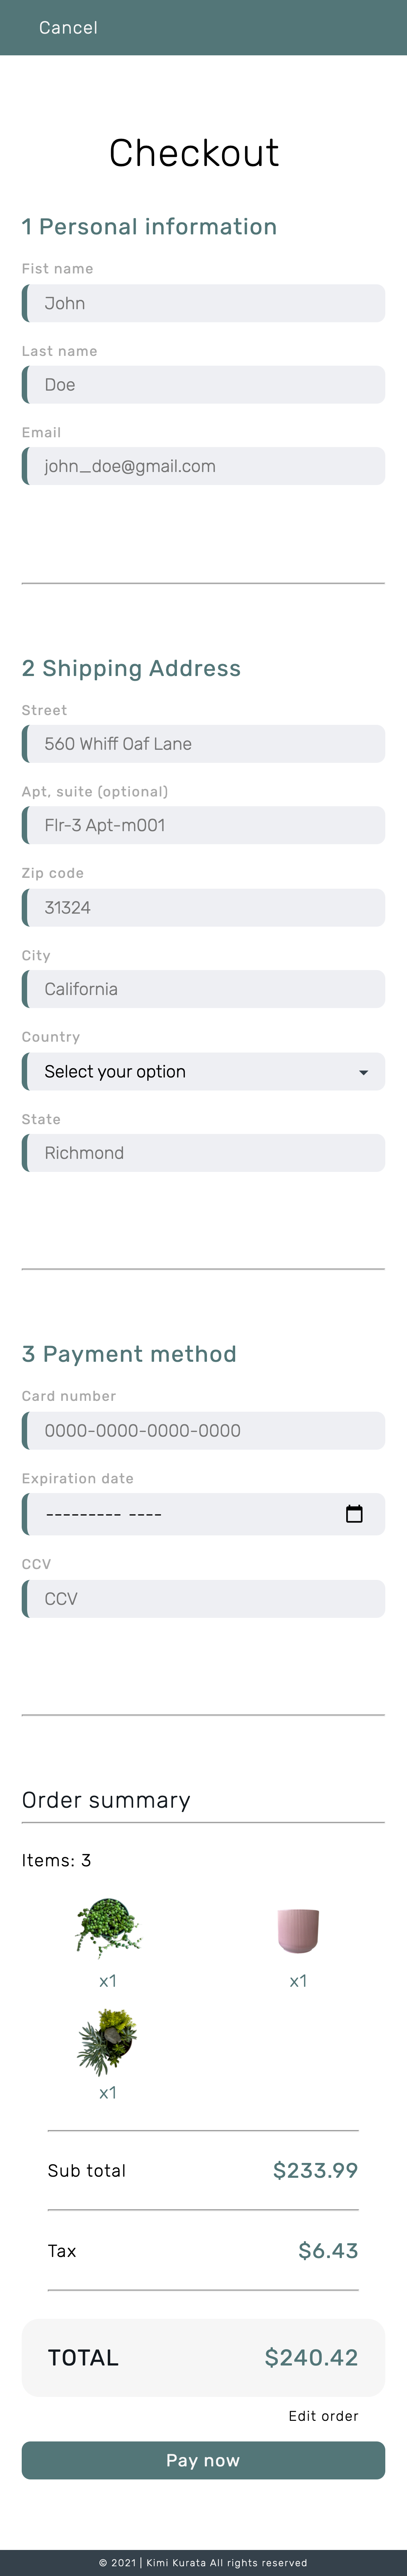 Cancel
Checkout
1 Personal information
Fist name
John
Last name
Doe
Email
john_doe@gmail.com
2 Shipping Address
Street
560 Whiff Oaf Lane
Apt, suite (optional)
Flr-3 Apt-m001
Zip code
31324
City
California
Country
Select your option
State
Richmond
3 Payment method
Card number
0000-0000-0000-0000
Expiration date
--------- ----
CCV
CCV
Order summary
Items: 3
x1 x1
x1
Sub total $233.99
Tax $6.43
TOTAL $240.42
Edit order
Pay now
© 2021 | Kimi Kurata All rights reserved